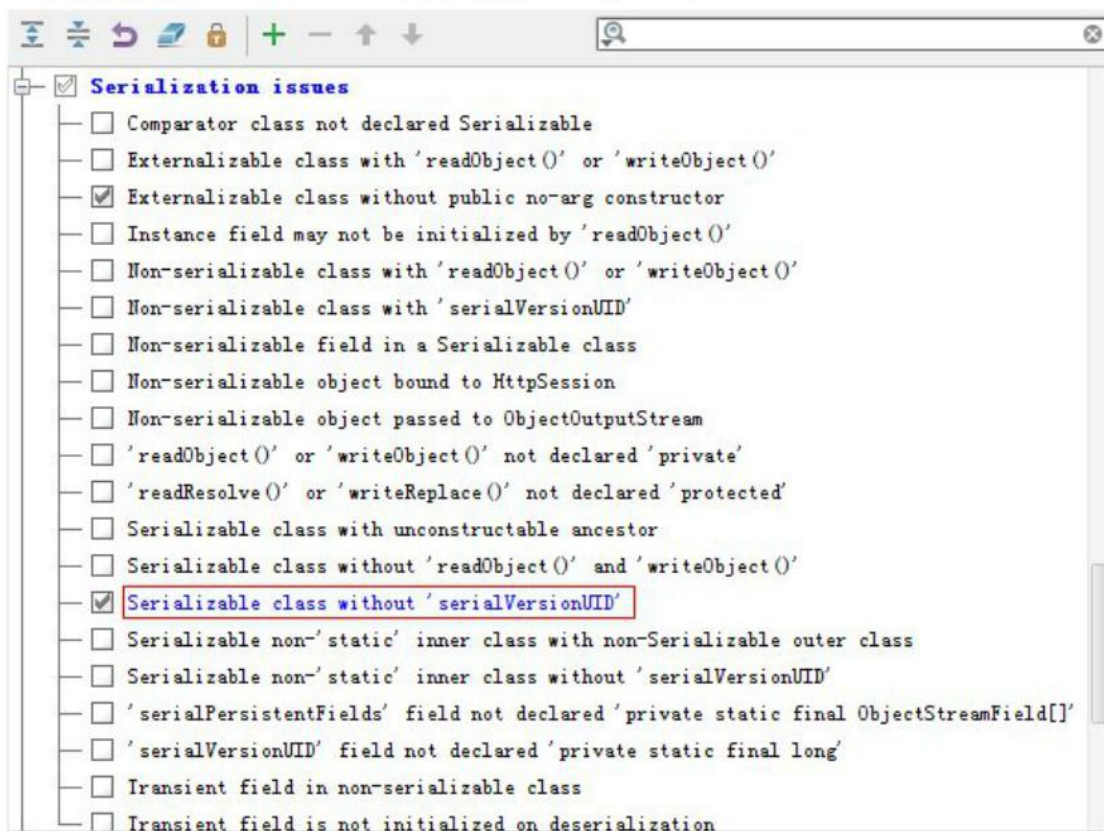 Serialization issues
Comparator class not declared Serializable
Externalizable class with 'readObject()' or 'writeObject()'
Externalizable class without public no-arg constructor
Instance field may not be initialized by 'readObject()'
Non-serializable class with 'readObject()' or 'writeObject()'
Non-serializable class with 'serialVersionUID'
Non-serializable field in a Serializable class
Non-serializable object bound to HttpSession
Non-serializable object passed to ObjectOutputStream
'readObject()' or 'writeObject()' not declared 'private'
'readResolve()' or 'writeReplace()' not declared 'protected'
Serializable class with unconstructable ancestor
Serializable class without 'readObject()' and 'writeObject()'
Serializable class without 'serialVersionUID'
Serializable non-'static' inner class with non-Serializable outer class
Serializable non-'static' inner class without 'serialVersionUID'
'serialPersistentFields' field not declared 'private static final ObjectStreamField[]'
'serialVersionUID' field not declared 'private static final long'
Transient field in non-serializable class
Transient field is not initialized on deserialization